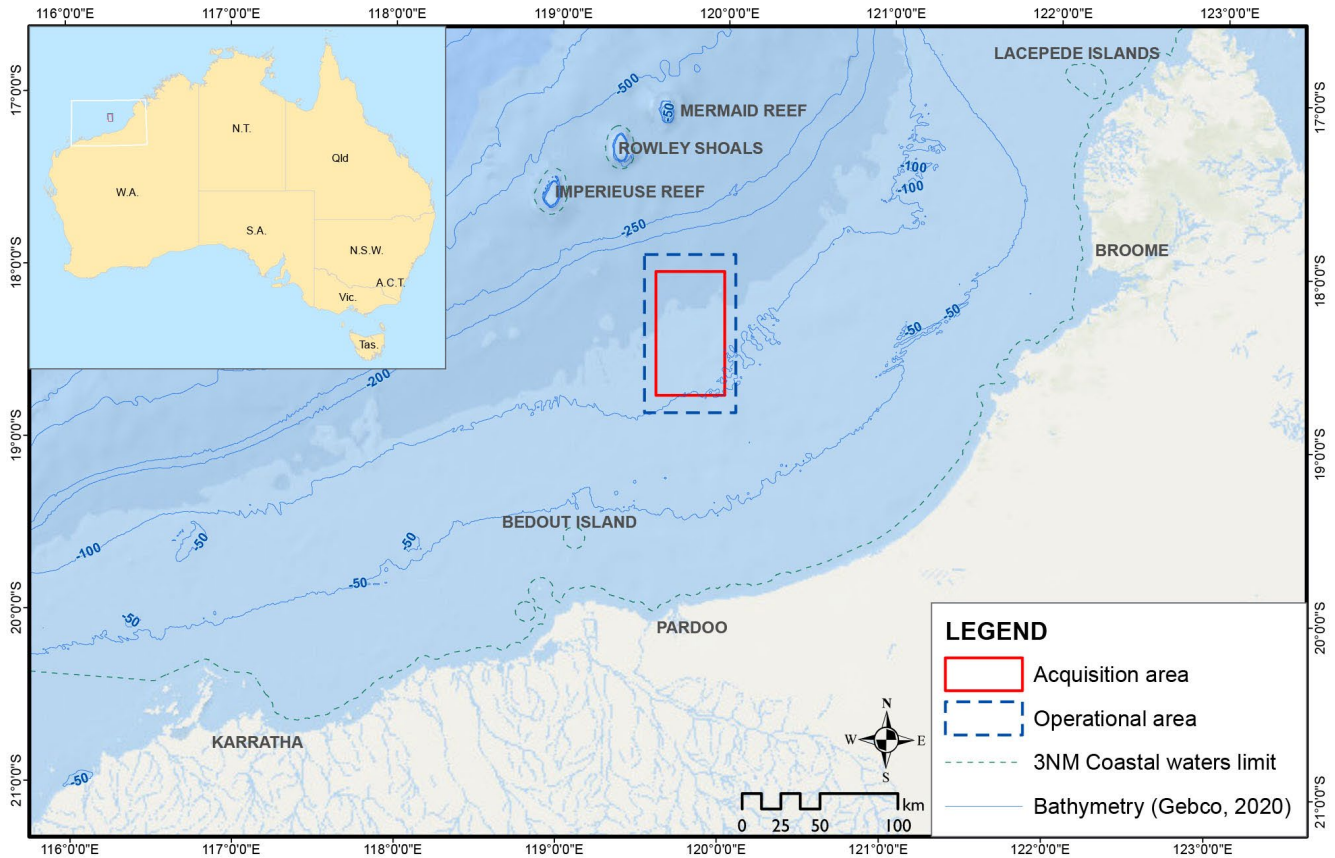 116°0'0"E 117°0'0"E 118°0'0"E 119°0'0"E 120°0'0"E 121°0'0"E 122°0'0"E 123°0'0"E
LACEPEDE ISLANDS
-500
17°0'0"S
17°0'0"S
-50
MERMAID REEF
N.T.
ROWLEY SHOALS
Qld
-100
IMPERIEUSE REEF
-100
W.A.
-250
S.A.
N.S.W.
BROOME
18°0'0"S
18°0'0"S
A.C.T.
Vic.
-50
-50
Tas.
-200
19°0'0"S
19°0'0"S
BEDOUT ISLAND
-50
-50
-100
-50
20°0'0"S
20°0'0"S
-50
PARDOO
LEGEND
Acquisition area
Operational area
3NM Coastal waters limit
Bathymetry (Gebco, 2020)
N
W E
S
KARRATHA
-50
21°0'0"S
21°0'0"S
km
0 25 50 100
116°0'0"E 117°0'0"E 118°0'0"E 119°0'0"E 120°0'0"E 121°0'0"E 122°0'0"E 123°0'0"E